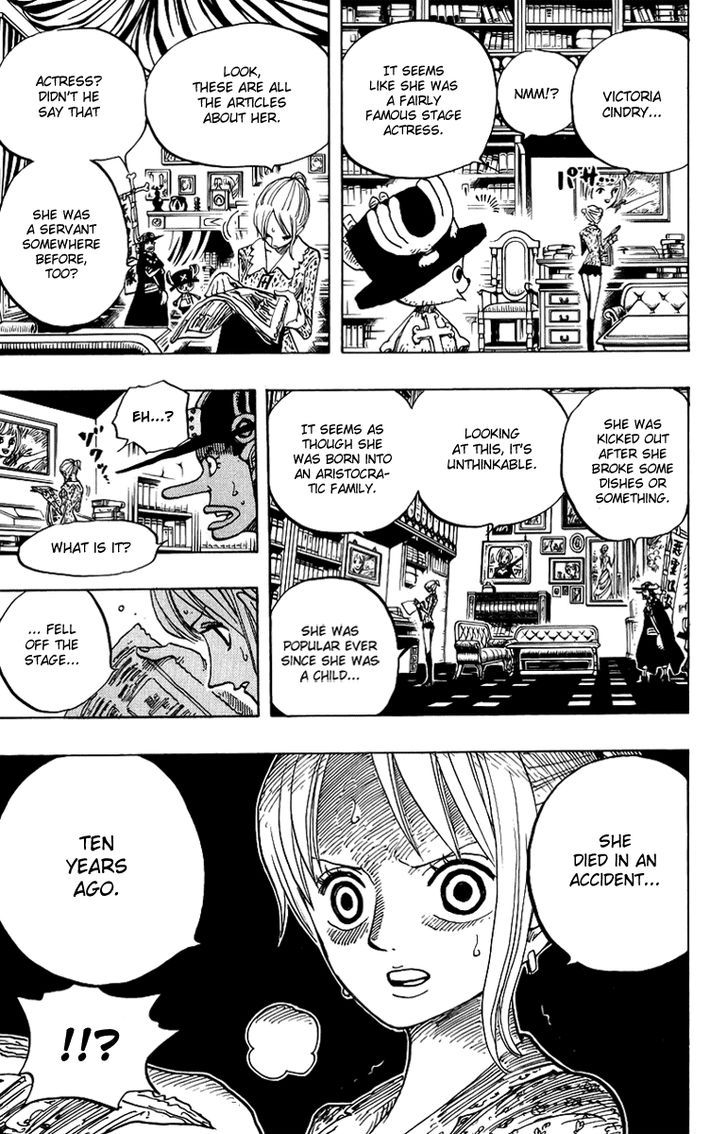 VICTORIA
CINDRY...
NMM!?
IT SEEMS
LIKE SHE WAS
A FAIRLY
FAMOUS STAGE
ACTRESS.
パサ...
LOOK,
THESE ARE ALL
THE ARTICLES
ABOUT HER.
ACTRESS?
DIDN'T HE
SAY THAT
SHE WAS
A SERVANT
SOMEWHERE
BEFORE,
TOO?
SHE WAS
KICKED OUT
AFTER SHE
BROKE SOME
DISHES OR
SOMETHING.
LOOKING
AT THIS, IT'S
UNTHINKABLE.
IT SEEMS AS
THOUGH SHE
WAS BORN INTO
AN ARISTOCRA-
TIC FAMILY.
SHE WAS
POPULAR EVER
SINCE SHE WAS
A CHILD...
EH...?
WHAT IS IT?
... FELL
OFF THE
STAGE...
SHE
DIED IN AN
ACCIDENT...
TEN
YEARS
AGO.
!!?